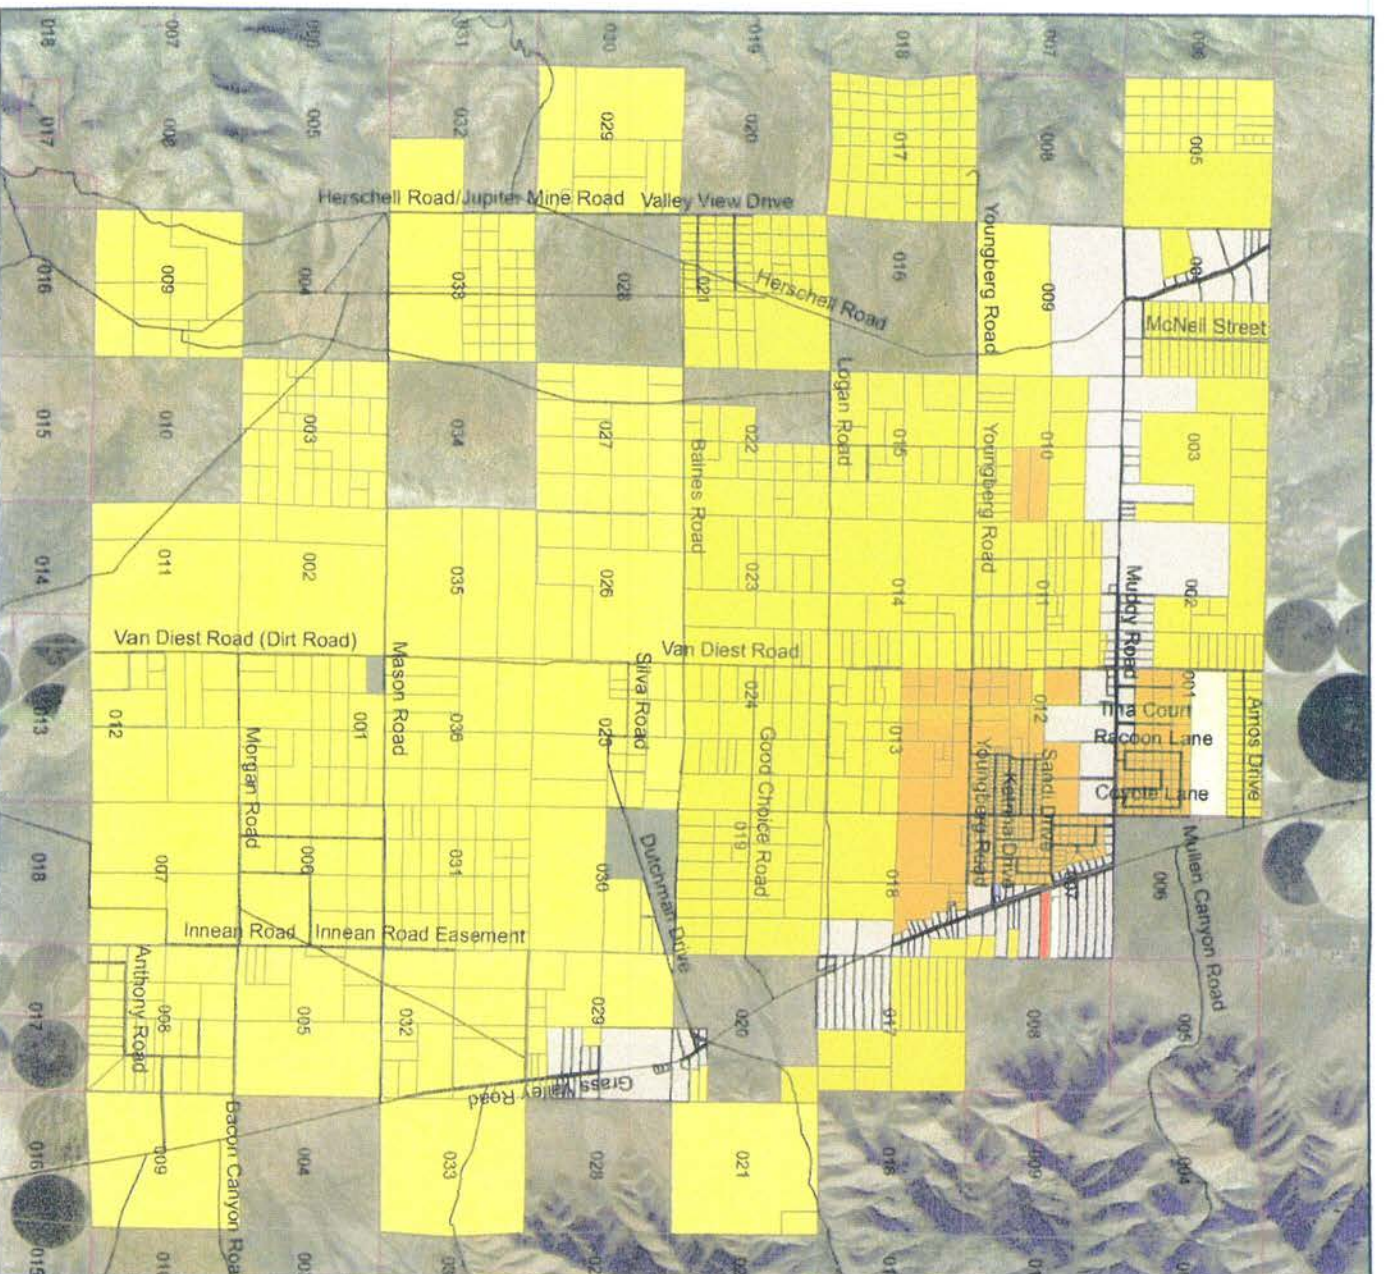 018
007
006
031
030
019
018
007
006
017
008
005
032
029
020
017
008
005
Herschell Road/Jupiter Mine Road
Valley View Drive
Youngberg Road
016
009
004
033
028
021
Herschell Road
016
009
McNeil Street
015
010
003
034
027
Baines Road
022
Logan Road
015
Youngberg Road
010
003
014
011
002
035
026
023
014
011
Muddy Road
002
Van Diest Road (Dirt Road)
Mason Road
Silva Road
Van Diest Road
013
012
Morgan Road
001
036
025
024
Good Choice Road
013
Youngberg Road
Katrina Drive
Sandi Drive
012
001
Tina Court
Racoon Lane
Coyote Lane
Amos Drive
018
007
006
031
030
Dutchman Drive
019
018
007
006
Mullen Canyon Road
Innean Road
Innean Road Easement
Anthony Road
017
008
005
032
029
020
017
008
005
Grass Valley Road
016
009
Bacon Canyon Roa
004
033
028
021
016
009
004
015